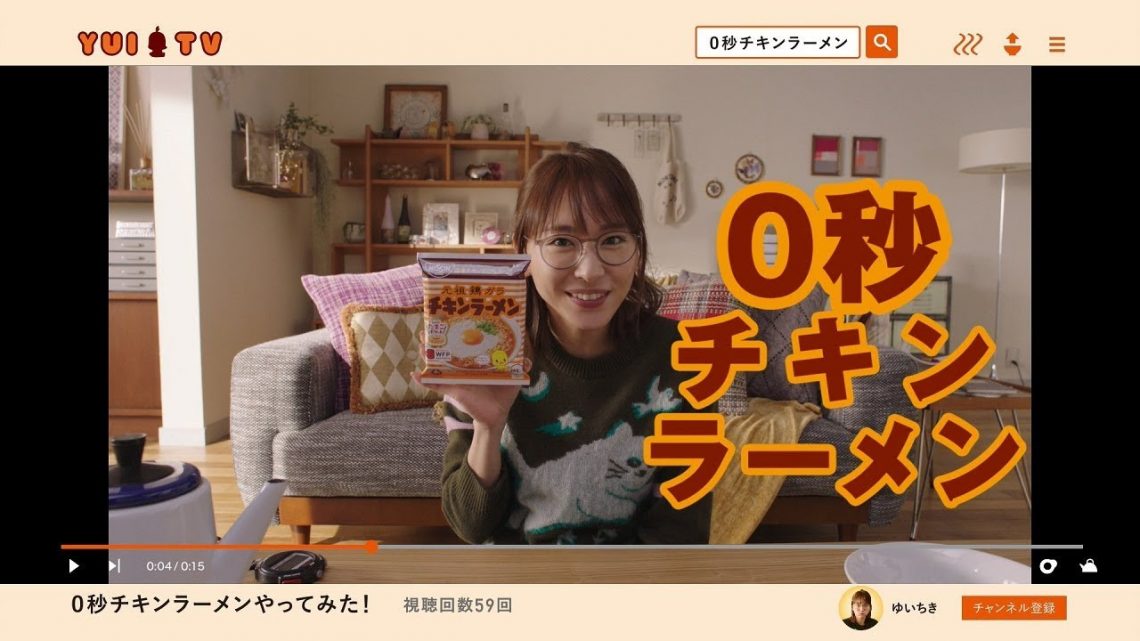 YUI TV
0秒チキンラーメン
0秒
チキン
ラーメン
元祖鶏ガラ
チキンラーメン
WFP
0:04 / 0:15
0秒チキンラーメンやってみた!
視聴回数59回
ゆいちき
チャンネル登録